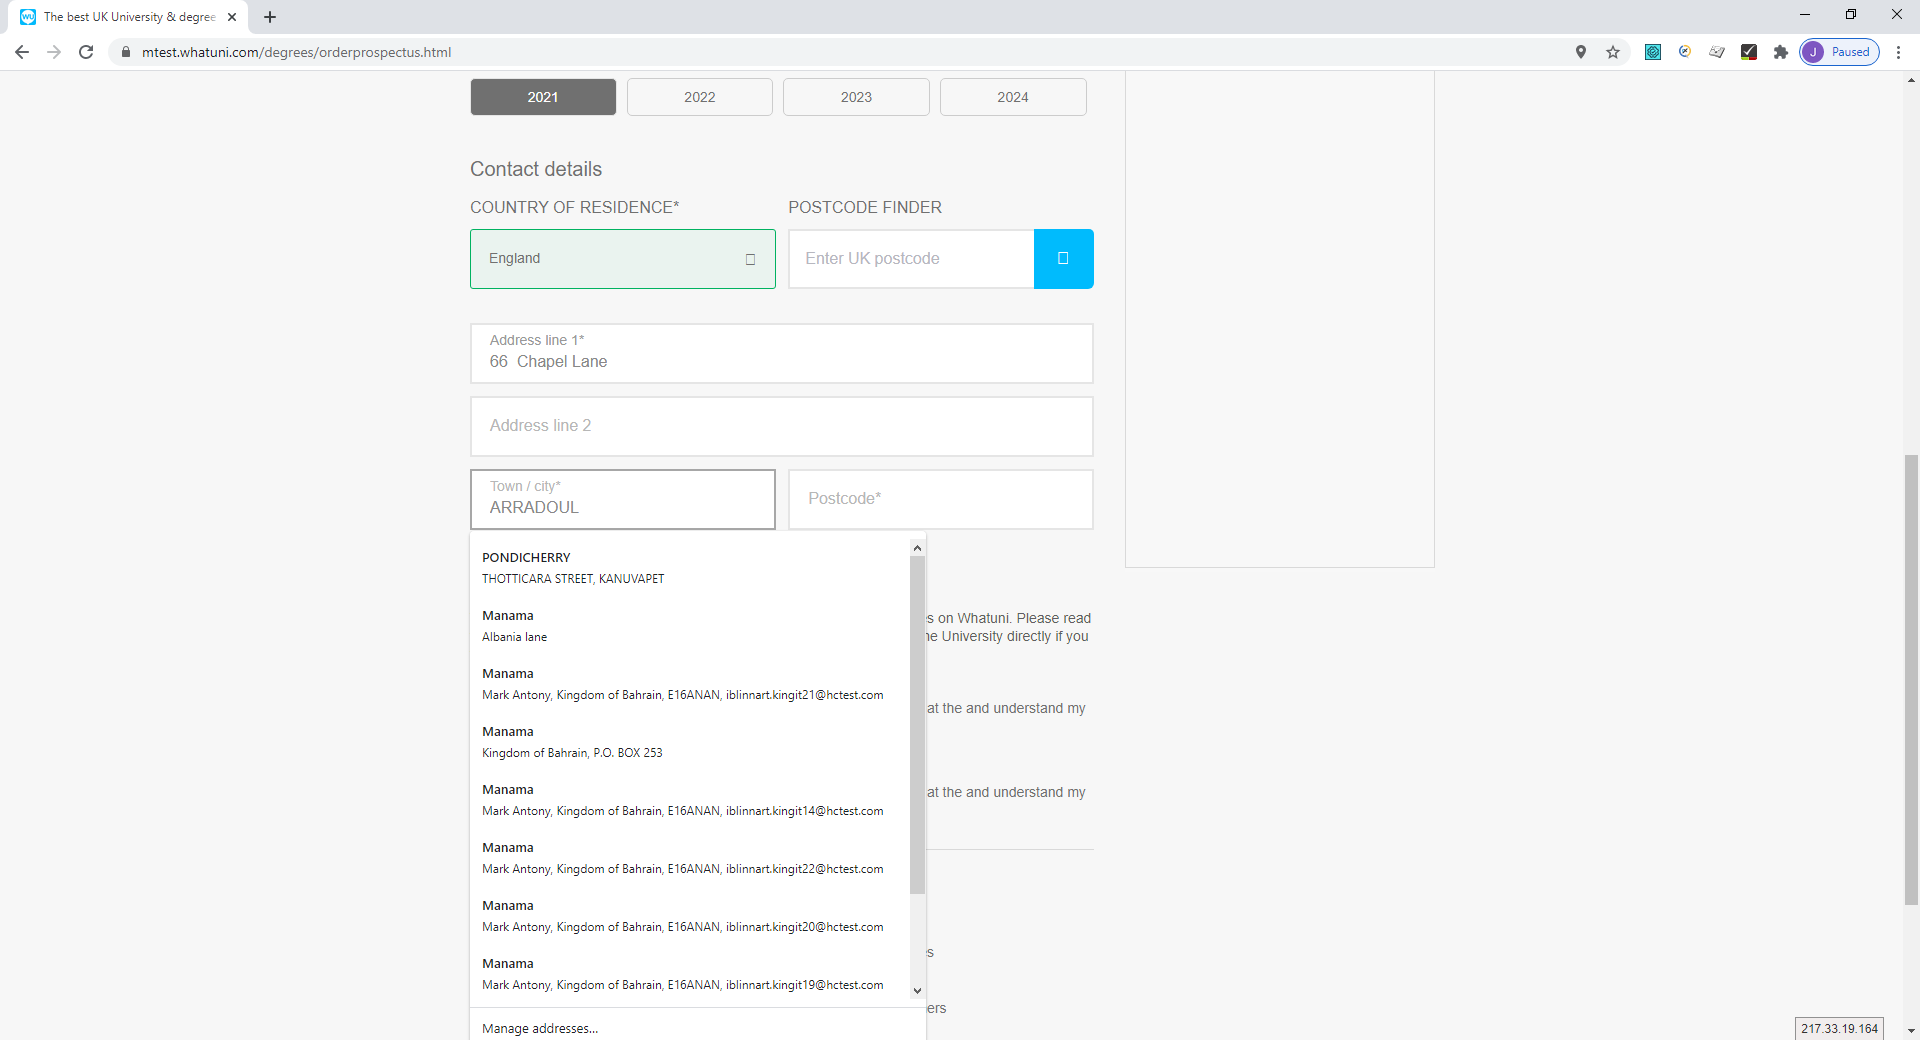 The best UK University & degree
mtest.whatuni.com/degrees/orderprospectus.html
J Paused
2021 2022 2023 2024
Contact details
COUNTRY OF RESIDENCE* POSTCODE FINDER
England Enter UK postcode
Address line 1*
66 Chapel Lane
Address line 2
Town / city*
ARRADOUL
Postcode*
PONDICHERRY
THOTTICARA STREET, KANUVAPET
Manama
Albania lane
s on Whatuni. Please read
he University directly if you
Manama
Mark Antony, Kingdom of Bahrain, E16ANAN, iblinnart.kingit21@hctest.com
at the and understand my
Manama
Kingdom of Bahrain, P.O. BOX 253
Manama
at the and understand my
Mark Antony, Kingdom of Bahrain, E16ANAN, iblinnart.kingit14@hctest.com
Manama
Mark Antony, Kingdom of Bahrain, E16ANAN, iblinnart.kingit22@hctest.com
Manama
Mark Antony, Kingdom of Bahrain, E16ANAN, iblinnart.kingit20@hctest.com
Manama
s
Mark Antony, Kingdom of Bahrain, E16ANAN, iblinnart.kingit19@hctest.com
ers
Manage addresses...
217.33.19.164